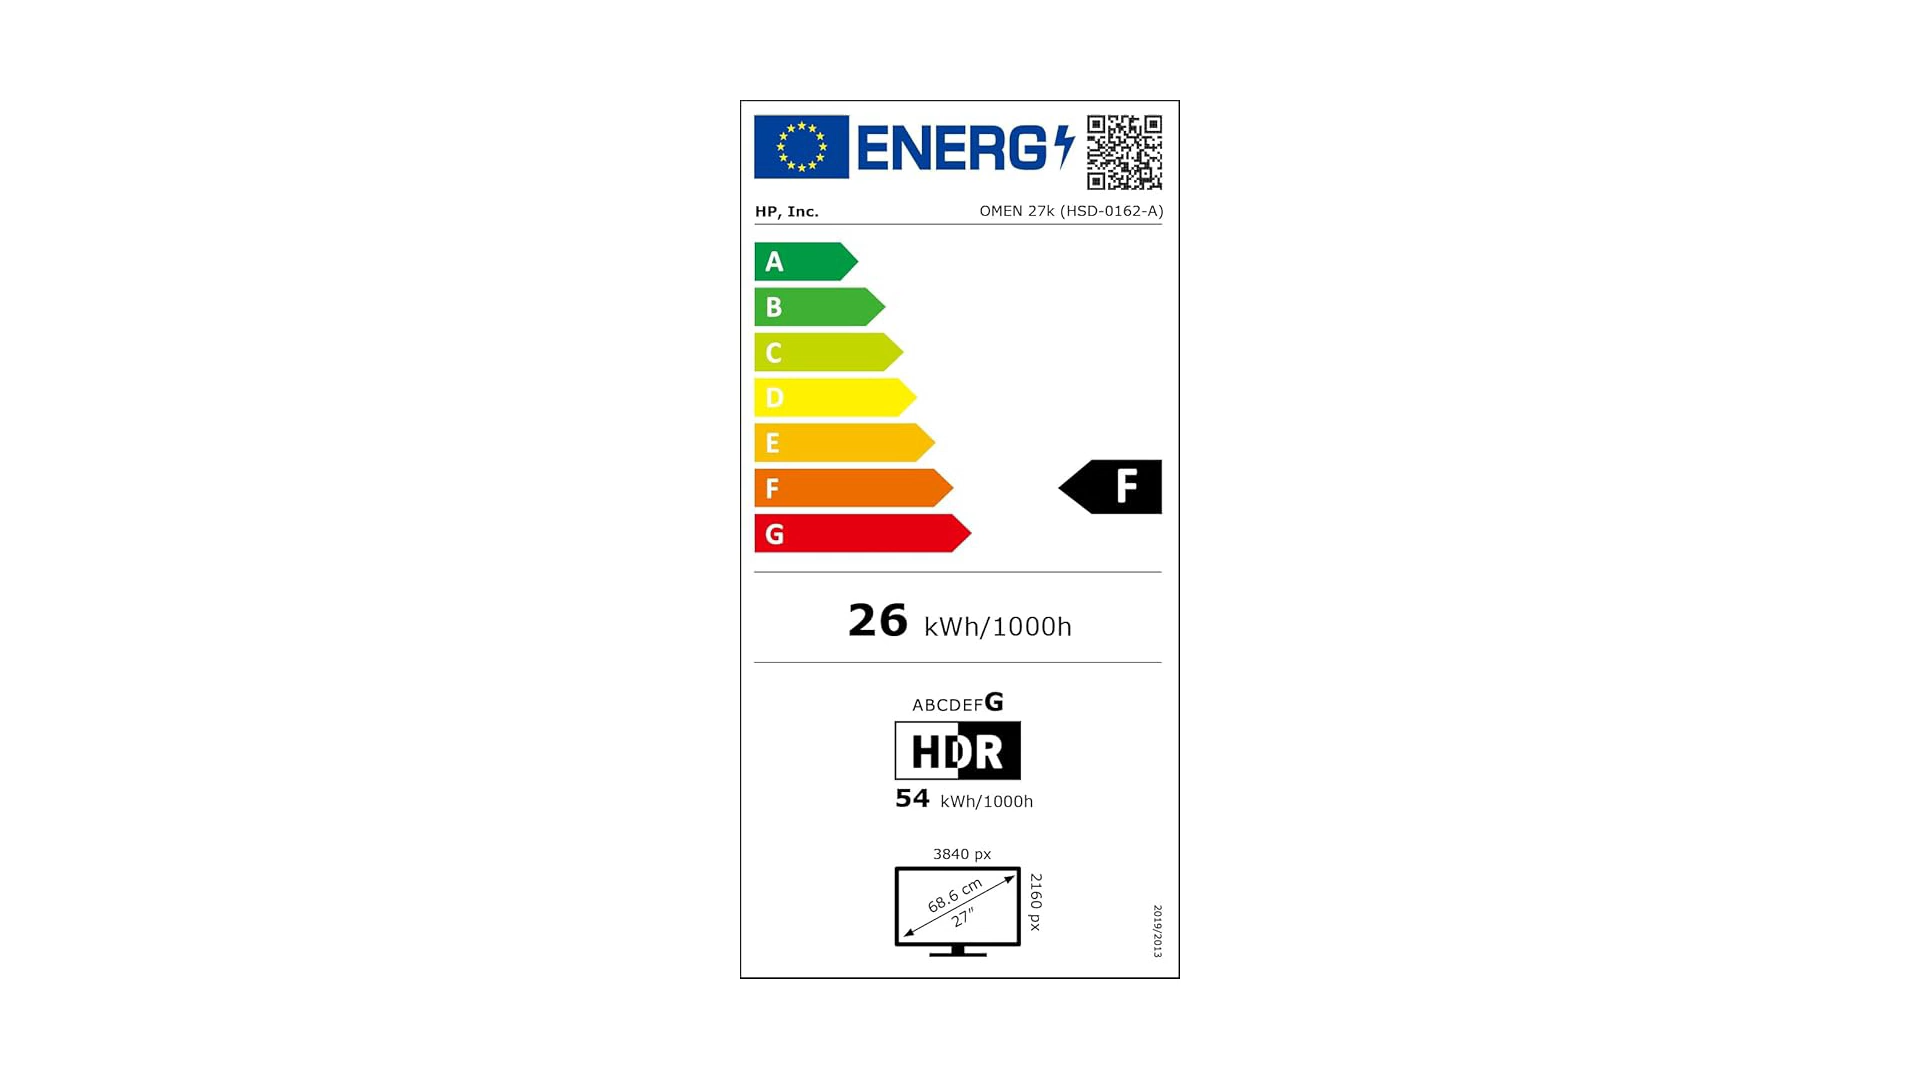 ENERG
HP, Inc. OMEN 27k (HSD-0162-A)
A
B
C
D
E
F
F
G
26 kWh/1000h
ABCDEFG
HDR
54 kWh/1000h
3840 px
68.6 cm
27"
2160 px
2019/2013